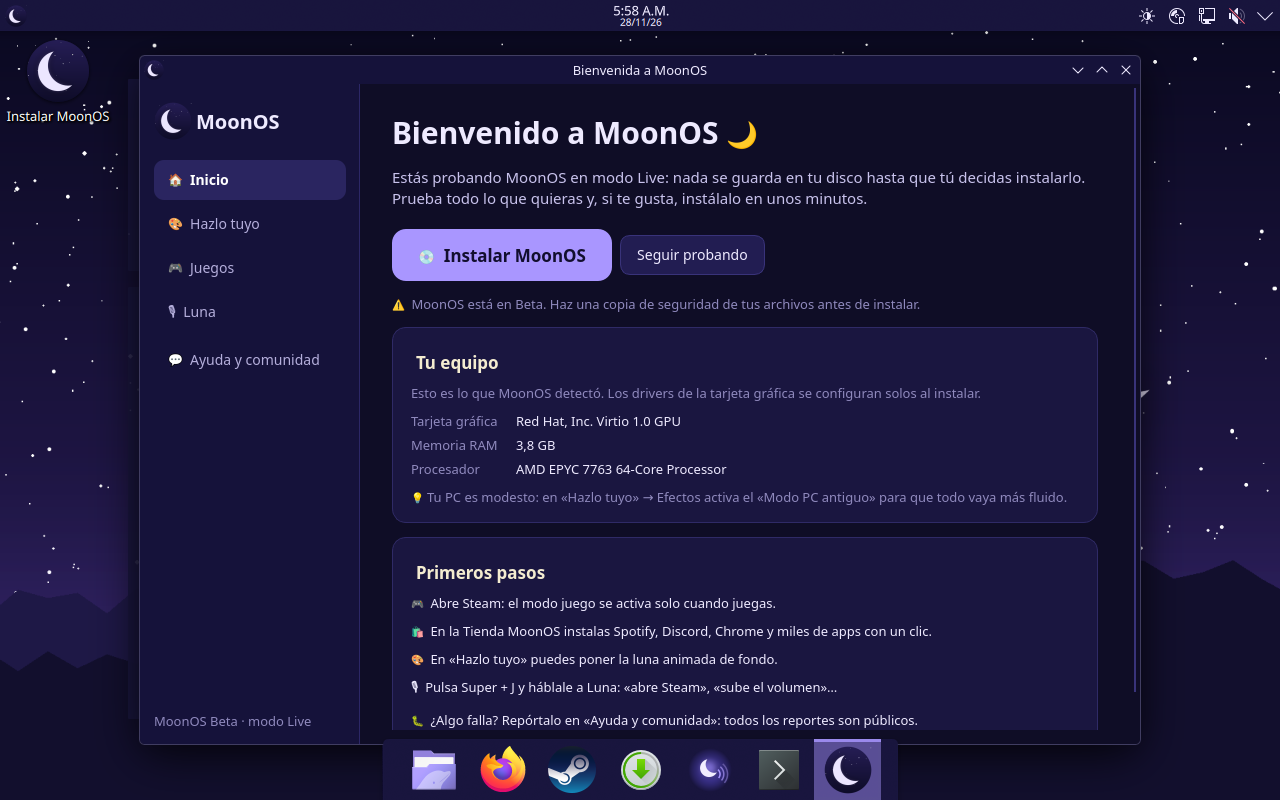 5:58 A.M.
28/11/26
Instalar MoonOS
Bienvenida a MoonOS
MoonOS
Inicio
Hazlo tuyo
Juegos
Luna
Ayuda y comunidad
MoonOS Beta · modo Live
Bienvenido a MoonOS 🌙
Estás probando MoonOS en modo Live: nada se guarda en tu disco hasta que tú decidas instalarlo.
Prueba todo lo que quieras y, si te gusta, instálalo en unos minutos.
Instalar MoonOS
Seguir probando
⚠️ MoonOS está en Beta. Haz una copia de seguridad de tus archivos antes de instalar.
Tu equipo
Esto es lo que MoonOS detectó. Los drivers de la tarjeta gráfica se configuran solos al instalar.
Tarjeta gráfica Red Hat, Inc. Virtio 1.0 GPU
Memoria RAM 3,8 GB
Procesador AMD EPYC 7763 64-Core Processor
💡 Tu PC es modesto: en «Hazlo tuyo» → Efectos activa el «Modo PC antiguo» para que todo vaya más fluido.
Primeros pasos
🎮 Abre Steam: el modo juego se activa solo cuando juegas.
🛍️ En la Tienda MoonOS instalas Spotify, Discord, Chrome y miles de apps con un clic.
🎨 En «Hazlo tuyo» puedes poner la luna animada de fondo.
🎙️ Pulsa Super + J y háblale a Luna: «abre Steam», «sube el volumen»…
🐛 ¿Algo falla? Repórtalo en «Ayuda y comunidad»: todos los reportes son públicos.